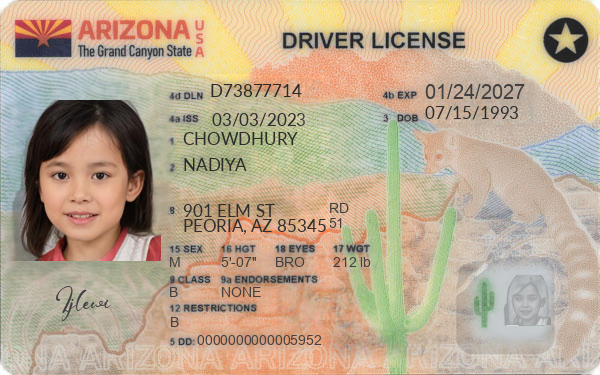 ARIZONA USA
The Grand Canyon State
DRIVER LICENSE
4d DLN D73877714
4b EXP 01/24/2027
4a ISS 03/03/2023
3 DOB 07/15/1993
1 CHOWDHURY
2 NADIYA
8 901 ELM ST RD
PEORIA, AZ 85345 51
15 SEX 16 HGT 18 EYES 17 WGT
M 5'-07" BRO 212 lb
9 CLASS 9a ENDORSEMENTS
B NONE
12 RESTRICTIONS
B
5 DD: 0000000000005952
ARIZONA ARIZONA ARIZONA ARIZONA